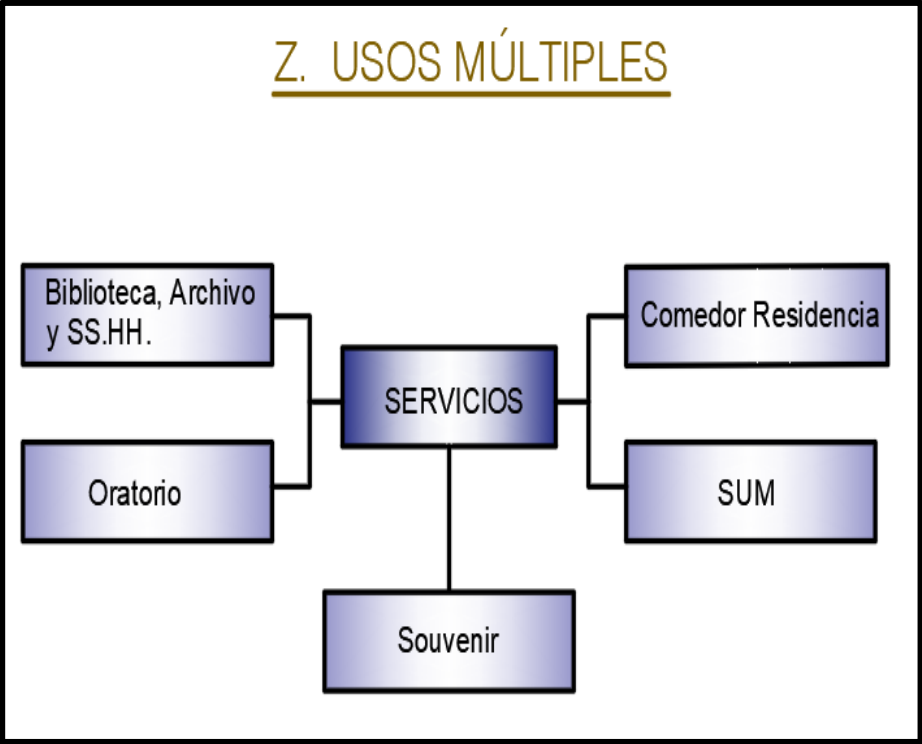 Z. USOS MÚLTIPLES
Biblioteca, Archivo
y SS.HH.
Comedor Residencia
SERVICIOS
Oratorio
SUM
Souvenir